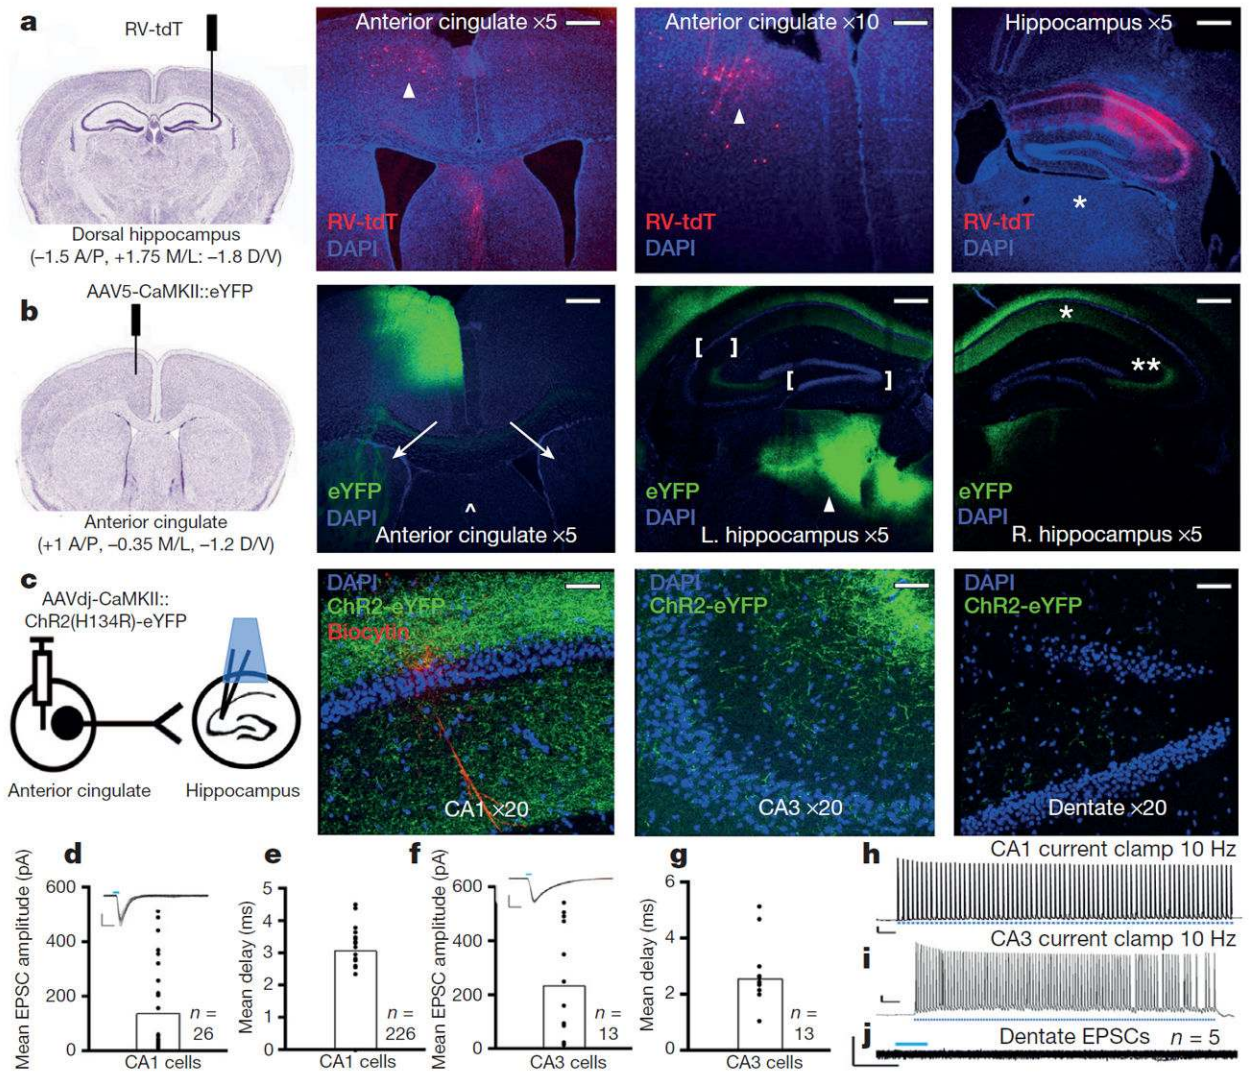 a
RV-tdT
Dorsal hippocampus
(–1.5 A/P, +1.75 M/L: –1.8 D/V)
Anterior cingulate ×5
RV-tdT
DAPI
Anterior cingulate ×10
RV-tdT
DAPI
Hippocampus ×5
*
RV-tdT
DAPI
b
AAV5-CaMKII::eYFP
Anterior cingulate
(+1 A/P, –0.35 M/L, –1.2 D/V)
eYFP
DAPI
^
Anterior cingulate ×5
[ ]
[ ]
eYFP
DAPI
L. hippocampus ×5
*
**
eYFP
DAPI
R. hippocampus ×5
c
AAVdj-CaMKII::
ChR2(H134R)-eYFP
Anterior cingulate
Hippocampus
DAPI
ChR2-eYFP
Biocytin
CA1 ×20
DAPI
ChR2-eYFP
CA3 ×20
DAPI
ChR2-eYFP
Dentate ×20
d
Mean EPSC amplitude (pA)
600
400
200
0
n =
26
CA1 cells
e
Mean delay (ms)
5
4
3
2
1
0
n =
226
CA1 cells
f
Mean EPSC amplitude (pA)
600
400
200
0
n =
13
CA3 cells
g
Mean delay (ms)
6
4
2
0
n =
13
CA3 cells
h
CA1 current clamp 10 Hz
i
CA3 current clamp 10 Hz
j
Dentate EPSCs n = 5